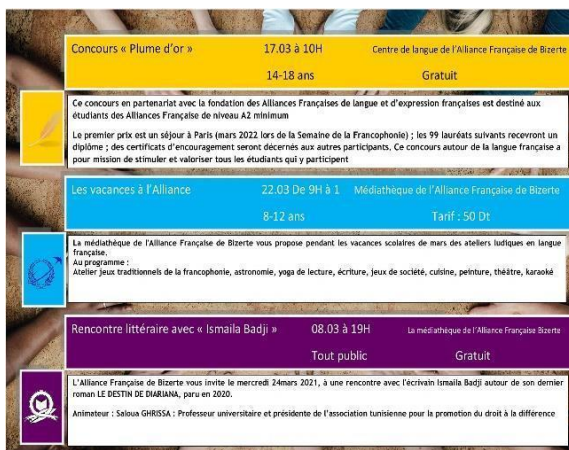 Concours « Plume d'or » 17.03 à 10H Centre de langue de l'Alliance Française de Bizerte
14-18 ans Gratuit
Ce concours en partenariat avec la fondation des Alliances Françaises de langue et d'expression françaises est destiné aux
étudiants des Alliances Française de niveau A2 minimum
Le premier prix est un séjour à Paris (mars 2022 lors de la Semaine de la Francophonie) ; les 99 lauréats suivants recevront un
diplôme ; des certificats d'encouragement seront décernés aux autres participants. Ce concours autour de la langue française a
pour mission de stimuler et valoriser tous les étudiants qui y participent
Les vacances à l'Alliance 22.03 De 9H à 1 Médiathèque de l'Alliance Française de Bizerte
8-12 ans Tarif : 50 Dt
La médiathèque de l'Alliance Française de Bizerte vous propose pendant les vacances scolaires de mars des ateliers ludiques en langue
française.
Au programme :
Atelier jeux traditionnels de la francophonie, astronomie, yoga de lecture, écriture, jeux de société, cuisine, peinture, théâtre, karaoké
Rencontre littéraire avec « Ismaila Badji » 08.03 à 19H La médiathèque de l'Alliance Française Bizerte
Tout public Gratuit
L'Alliance Française de Bizerte vous invite le mercredi 24mars 2021, à une rencontre avec l'écrivain Ismaila Badji autour de son dernier
roman LE DESTIN DE DIARIANA, paru en 2020.
Animateur : Saloua GHRISSA : Professeur universitaire et présidente de l'association tunisienne pour la promotion du droit à la différence